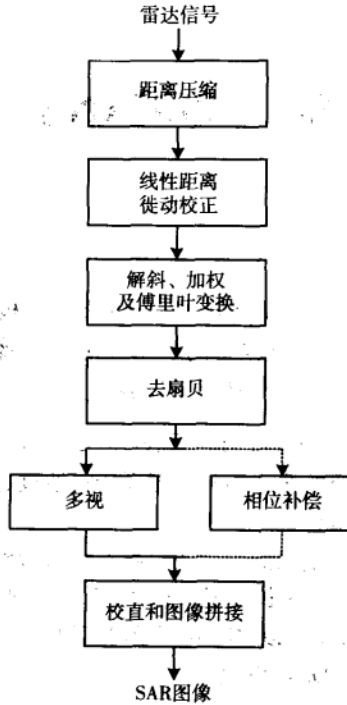 雷达信号
距离压缩
线性距离
徙动校正
解斜、加权
及傅里叶变换
去扇贝
多视
相位补偿
校直和图像拼接
SAR图像